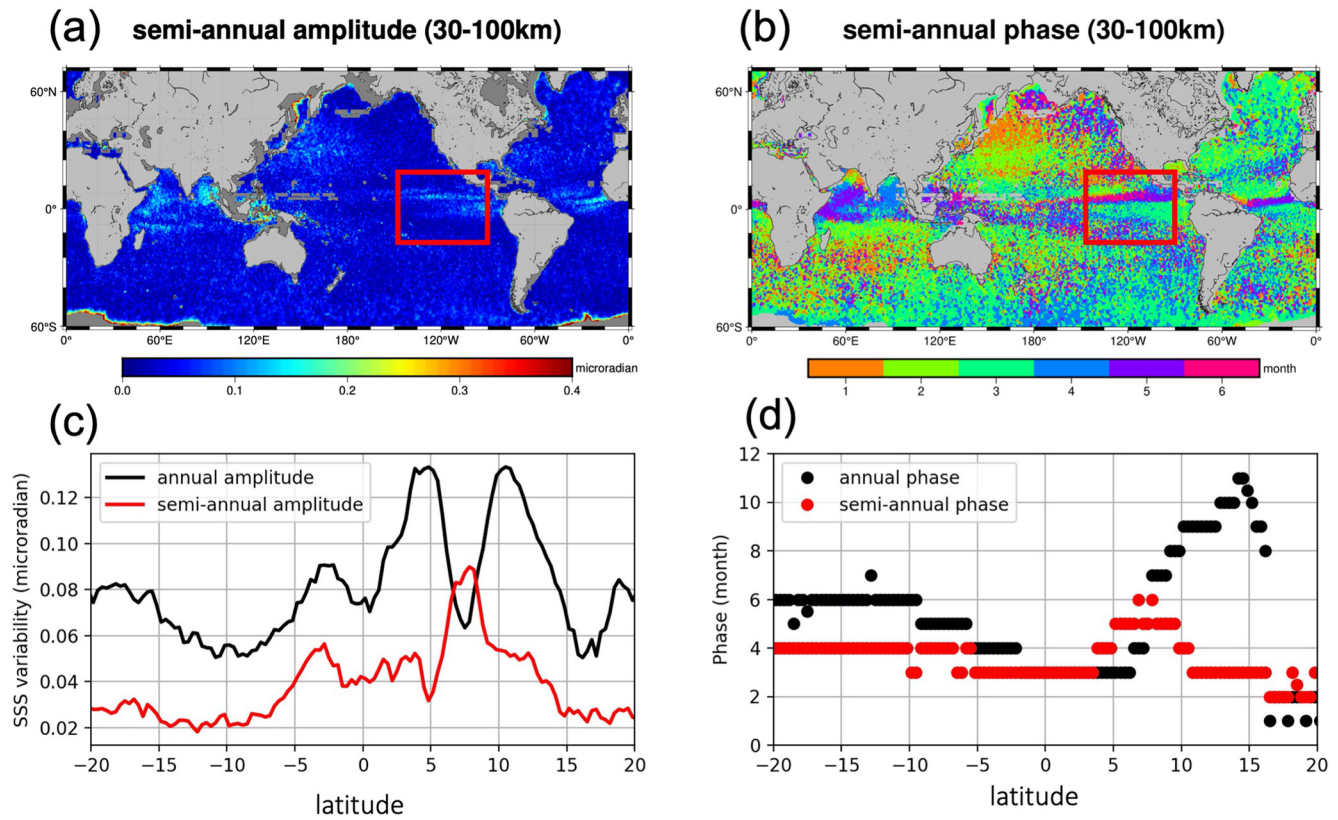 (a) semi-annual amplitude (30-100km)
60°N
0°
60°S
0° 60°E 120°E 180° 120°W 60°W 0°
microradian
0.0 0.1 0.2 0.3 0.4
(b) semi-annual phase (30-100km)
60°N
0°
60°S
0° 60°E 120°E 180° 120°W 60°W 0°
month
1 2 3 4 5 6
(c)
annual amplitude
semi-annual amplitude
SSS variability (microradian)
0.12
0.10
0.08
0.06
0.04
0.02
−20 −15 −10 −5 0 5 10 15 20
latitude
(d)
annual phase
semi-annual phase
Phase (month)
12
10
8
6
4
2
0
−20 −15 −10 −5 0 5 10 15 20
latitude